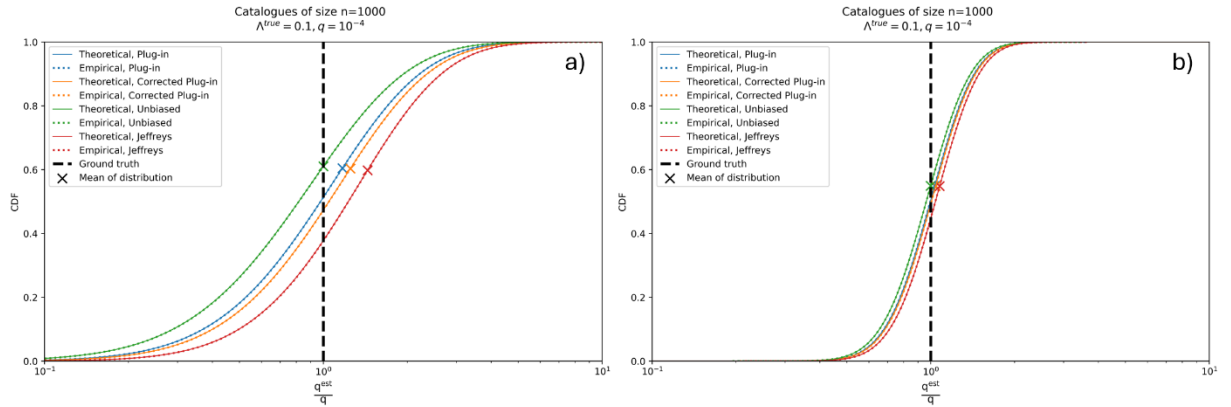 Catalogues of size n=1000
Λ^true = 0.1, q = 10^−4
a)
Theoretical, Plug-in
Empirical, Plug-in
Theoretical, Corrected Plug-in
Empirical, Corrected Plug-in
Theoretical, Unbiased
Empirical, Unbiased
Theoretical, Jeffreys
Empirical, Jeffreys
Ground truth
Mean of distribution
CDF
1.0
0.8
0.6
0.4
0.2
0.0
10^−1
10^0
10^1
q^est
q
Catalogues of size n=1000
Λ^true = 0.1, q = 10^−4
b)
Theoretical, Plug-in
Empirical, Plug-in
Theoretical, Corrected Plug-in
Empirical, Corrected Plug-in
Theoretical, Unbiased
Empirical, Unbiased
Theoretical, Jeffreys
Empirical, Jeffreys
Ground truth
Mean of distribution
CDF
1.0
0.8
0.6
0.4
0.2
0.0
10^−1
10^0
10^1
q^est
q